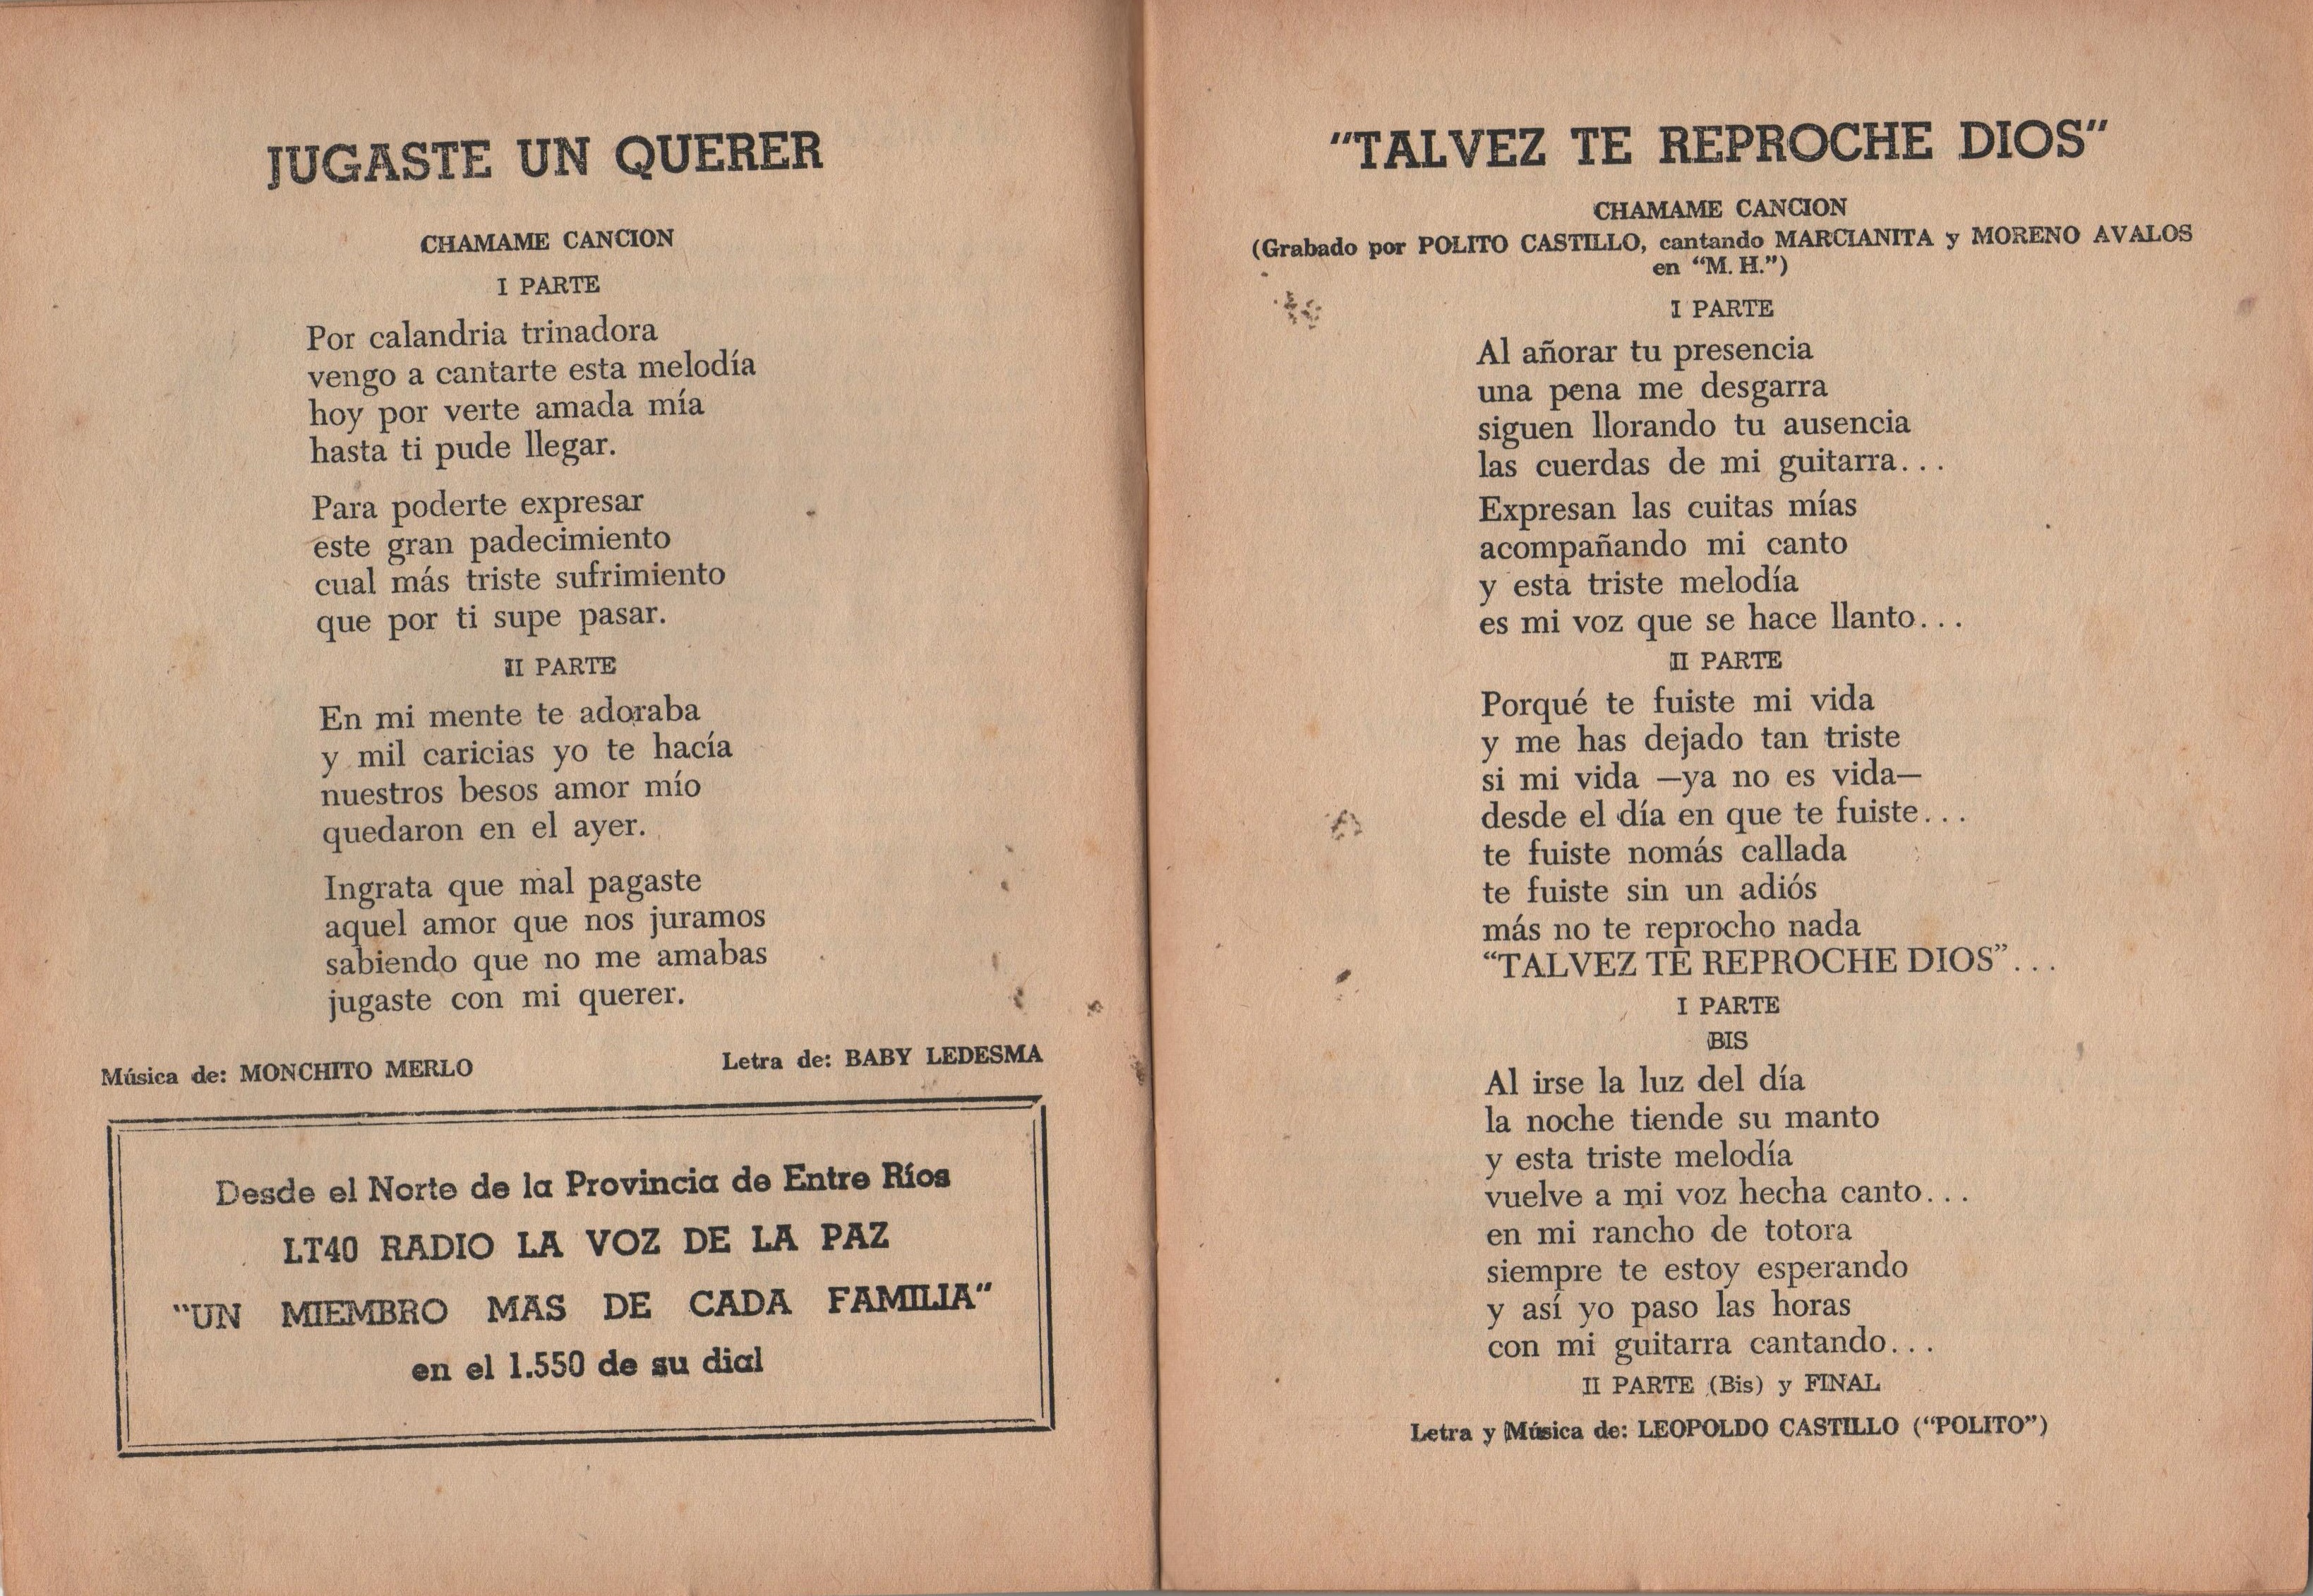 JUGASTE UN QUERER
CHAMAME CANCION
I PARTE
Por calandria trinadora
vengo a cantarte esta melodía
hoy por verte amada mía
hasta ti pude llegar.
Para poderte expresar
este gran padecimiento
cual más triste sufrimiento
que por ti supe pasar.
II PARTE
En mi mente te adoraba
y mil caricias yo te hacía
nuestros besos amor mío
quedaron en el ayer.
Ingrata que mal pagaste
aquel amor que nos juramos
sabiendo que no me amabas
jugaste con mi querer.
Música de: MONCHITO MERLO Letra de: BABY LEDESMA
Desde el Norte de la Provincia de Entre Ríos
LT40 RADIO LA VOZ DE LA PAZ
"UN MIEMBRO MAS DE CADA FAMILIA"
en el 1.550 de su dial
"TALVEZ TE REPROCHE DIOS"
CHAMAME CANCION
(Grabado por POLITO CASTILLO, cantando MARCIANITA y MORENO AVALOS
en "M. H.")
I PARTE
Al añorar tu presencia
una pena me desgarra
siguen llorando tu ausencia
las cuerdas de mi guitarra...
Expresan las cuitas mías
acompañando mi canto
y esta triste melodía
es mi voz que se hace llanto...
II PARTE
Porqué te fuiste mi vida
y me has dejado tan triste
si mi vida —ya no es vida—
desde el día en que te fuiste...
te fuiste nomás callada
te fuiste sin un adiós
más no te reprocho nada
"TALVEZ TE REPROCHE DIOS"...
I PARTE
BIS
Al irse la luz del día
la noche tiende su manto
y esta triste melodía
vuelve a mi voz hecha canto...
en mi rancho de totora
siempre te estoy esperando
y así yo paso las horas
con mi guitarra cantando...
II PARTE (Bis) y FINAL
Letra y Música de: LEOPOLDO CASTILLO ("POLITO")